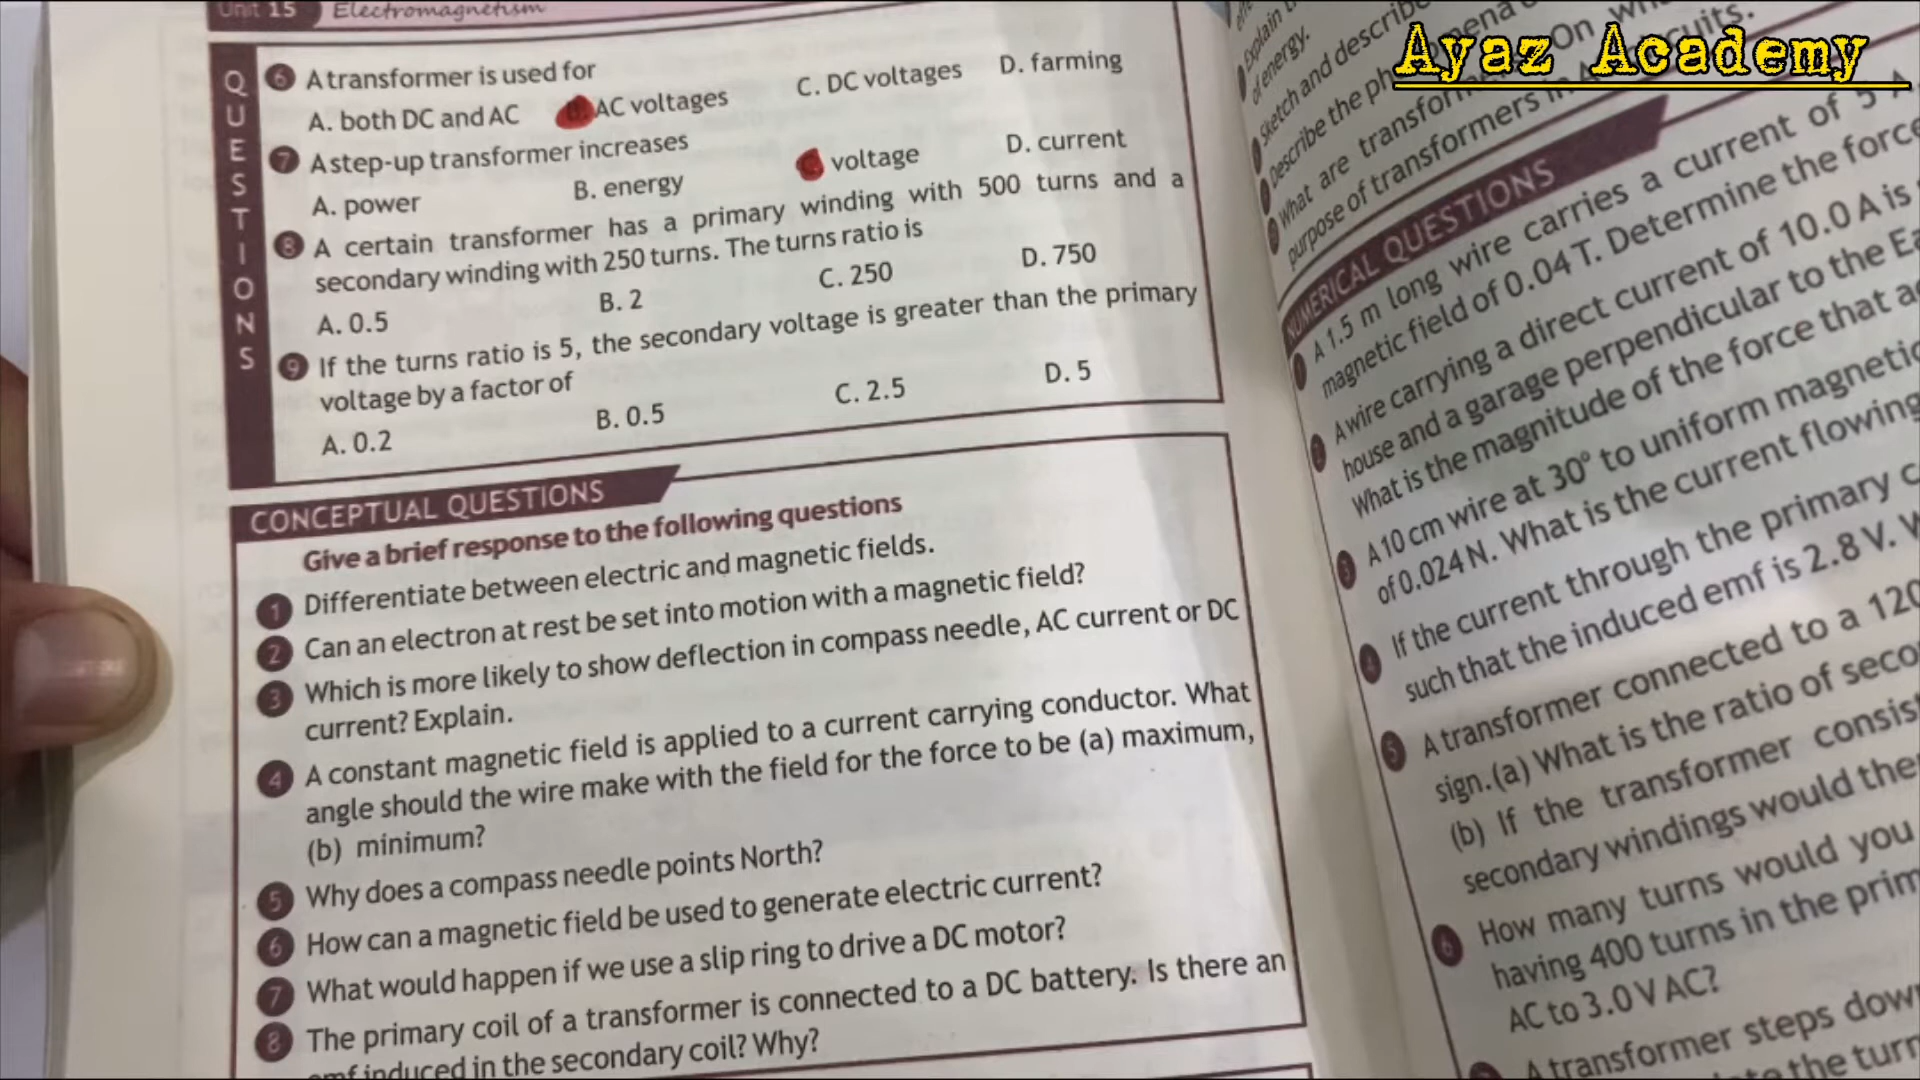 Unit 15 Electromagnetism
QUESTIONS
6 A transformer is used for
A. both DC and AC B. AC voltages C. DC voltages D. farming
7 A step-up transformer increases
A. power B. energy C voltage D. current
8 A certain transformer has a primary winding with 500 turns and a
secondary winding with 250 turns. The turns ratio is
A. 0.5 B. 2 C. 250 D. 750
9 If the turns ratio is 5, the secondary voltage is greater than the primary
voltage by a factor of
A. 0.2 B. 0.5 C. 2.5 D. 5
CONCEPTUAL QUESTIONS
Give a brief response to the following questions
1 Differentiate between electric and magnetic fields.
2 Can an electron at rest be set into motion with a magnetic field?
3 Which is more likely to show deflection in compass needle, AC current or DC
current? Explain.
4 A constant magnetic field is applied to a current carrying conductor. What
angle should the wire make with the field for the force to be (a) maximum,
(b) minimum?
5 Why does a compass needle points North?
6 How can a magnetic field be used to generate electric current?
7 What would happen if we use a slip ring to drive a DC motor?
8 The primary coil of a transformer is connected to a DC battery. Is there an
emf induced in the secondary coil? Why?
Ayaz Academy
Explain
of energy.
Sketch and describe
Describe the phenomena
What are transformers On
purpose of transformers in circuits.
NUMERICAL QUESTIONS
A 1.5 m long wire carries a current of 5 A
magnetic field of 0.04 T. Determine the force
A wire carrying a direct current of 10.0 A is
house and a garage perpendicular to the
What is the magnitude of the force that
3 A 10 cm wire at 30° to uniform magnetic
of 0.024 N. What is the current flowing
4 If the current through the primary
such that the induced emf is 2.8 V.
5 A transformer connected to a 120
sign. (a) What is the ratio of
(b) If the transformer
secondary windings would
6 How many turns would you
having 400 turns in the
AC to 3.0 V AC?
A transformer steps
the